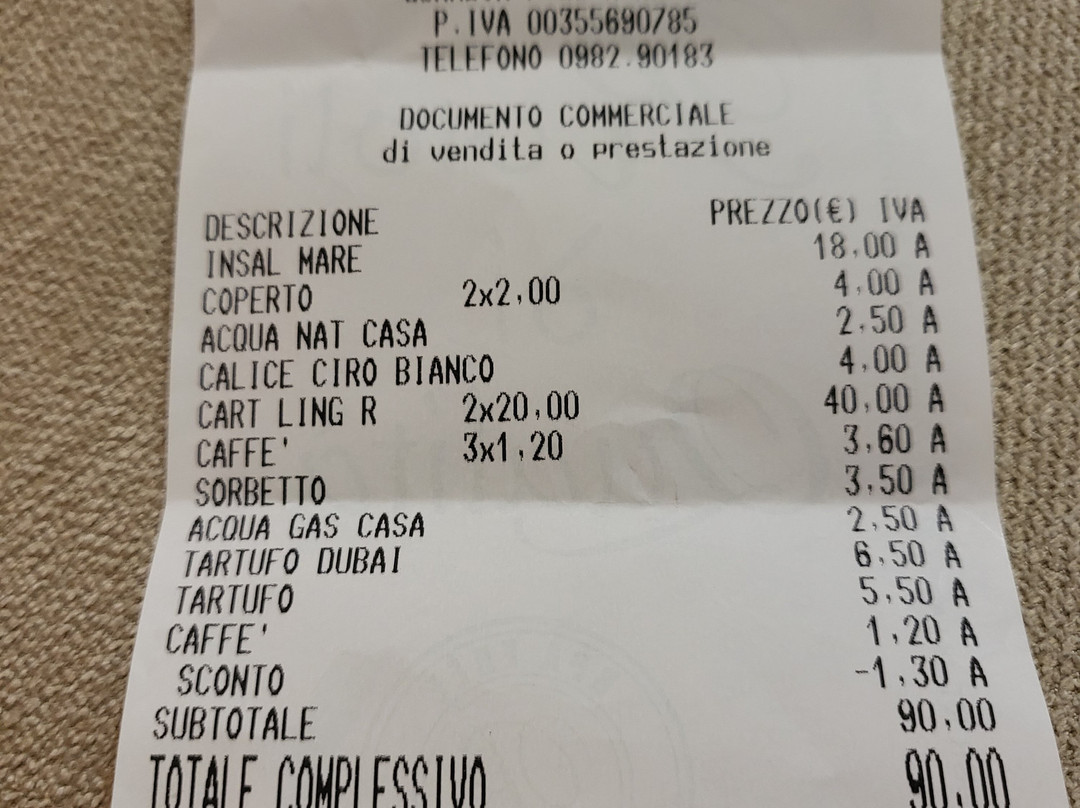 P.IVA 00355690785
TELEFONO 0982.90183
DOCUMENTO COMMERCIALE
di vendita o prestazione
DESCRIZIONE PREZZO(€) IVA
INSAL MARE 18,00 A
COPERTO 2x2,00 4,00 A
ACQUA NAT CASA 2,50 A
CALICE CIRO BIANCO 4,00 A
CART LING R 2x20,00 40,00 A
CAFFE' 3x1,20 3,60 A
SORBETTO 3,50 A
ACQUA GAS CASA 2,50 A
TARTUFO DUBAI 6,50 A
TARTUFO 5,50 A
CAFFE' 1,20 A
SCONTO -1,30 A
SUBTOTALE 90,00
TOTALE COMPLESSIVO 90,00